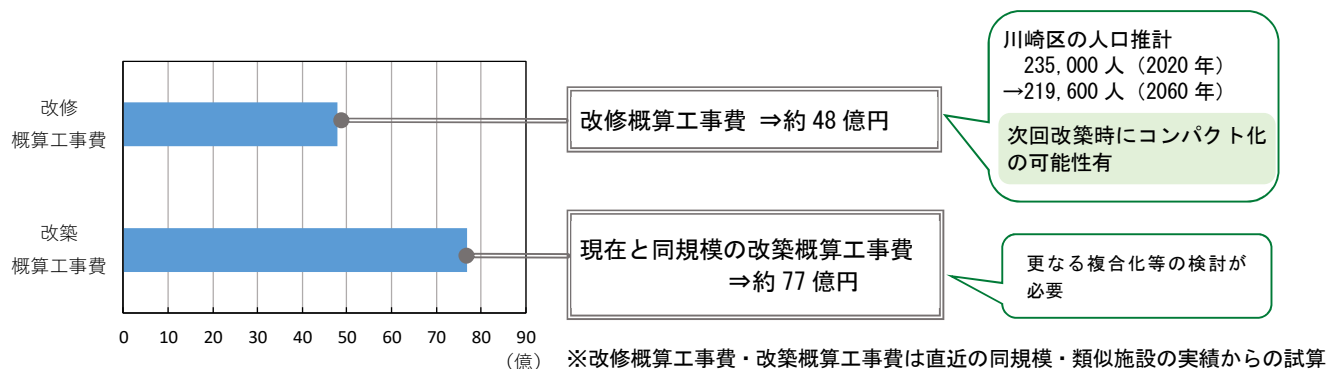 改修
概算工事費
改築
概算工事費
0 10 20 30 40 50 60 70 80 90
（億）
改修概算工事費 ⇒約 48 億円
川崎区の人口推計
235,000 人（2020 年）
→219,600 人（2060 年）
次回改築時にコンパクト化
の可能性有
現在と同規模の改築概算工事費
⇒約 77 億円
更なる複合化等の検討が
必要
※改修概算工事費・改築概算工事費は直近の同規模・類似施設の実績からの試算